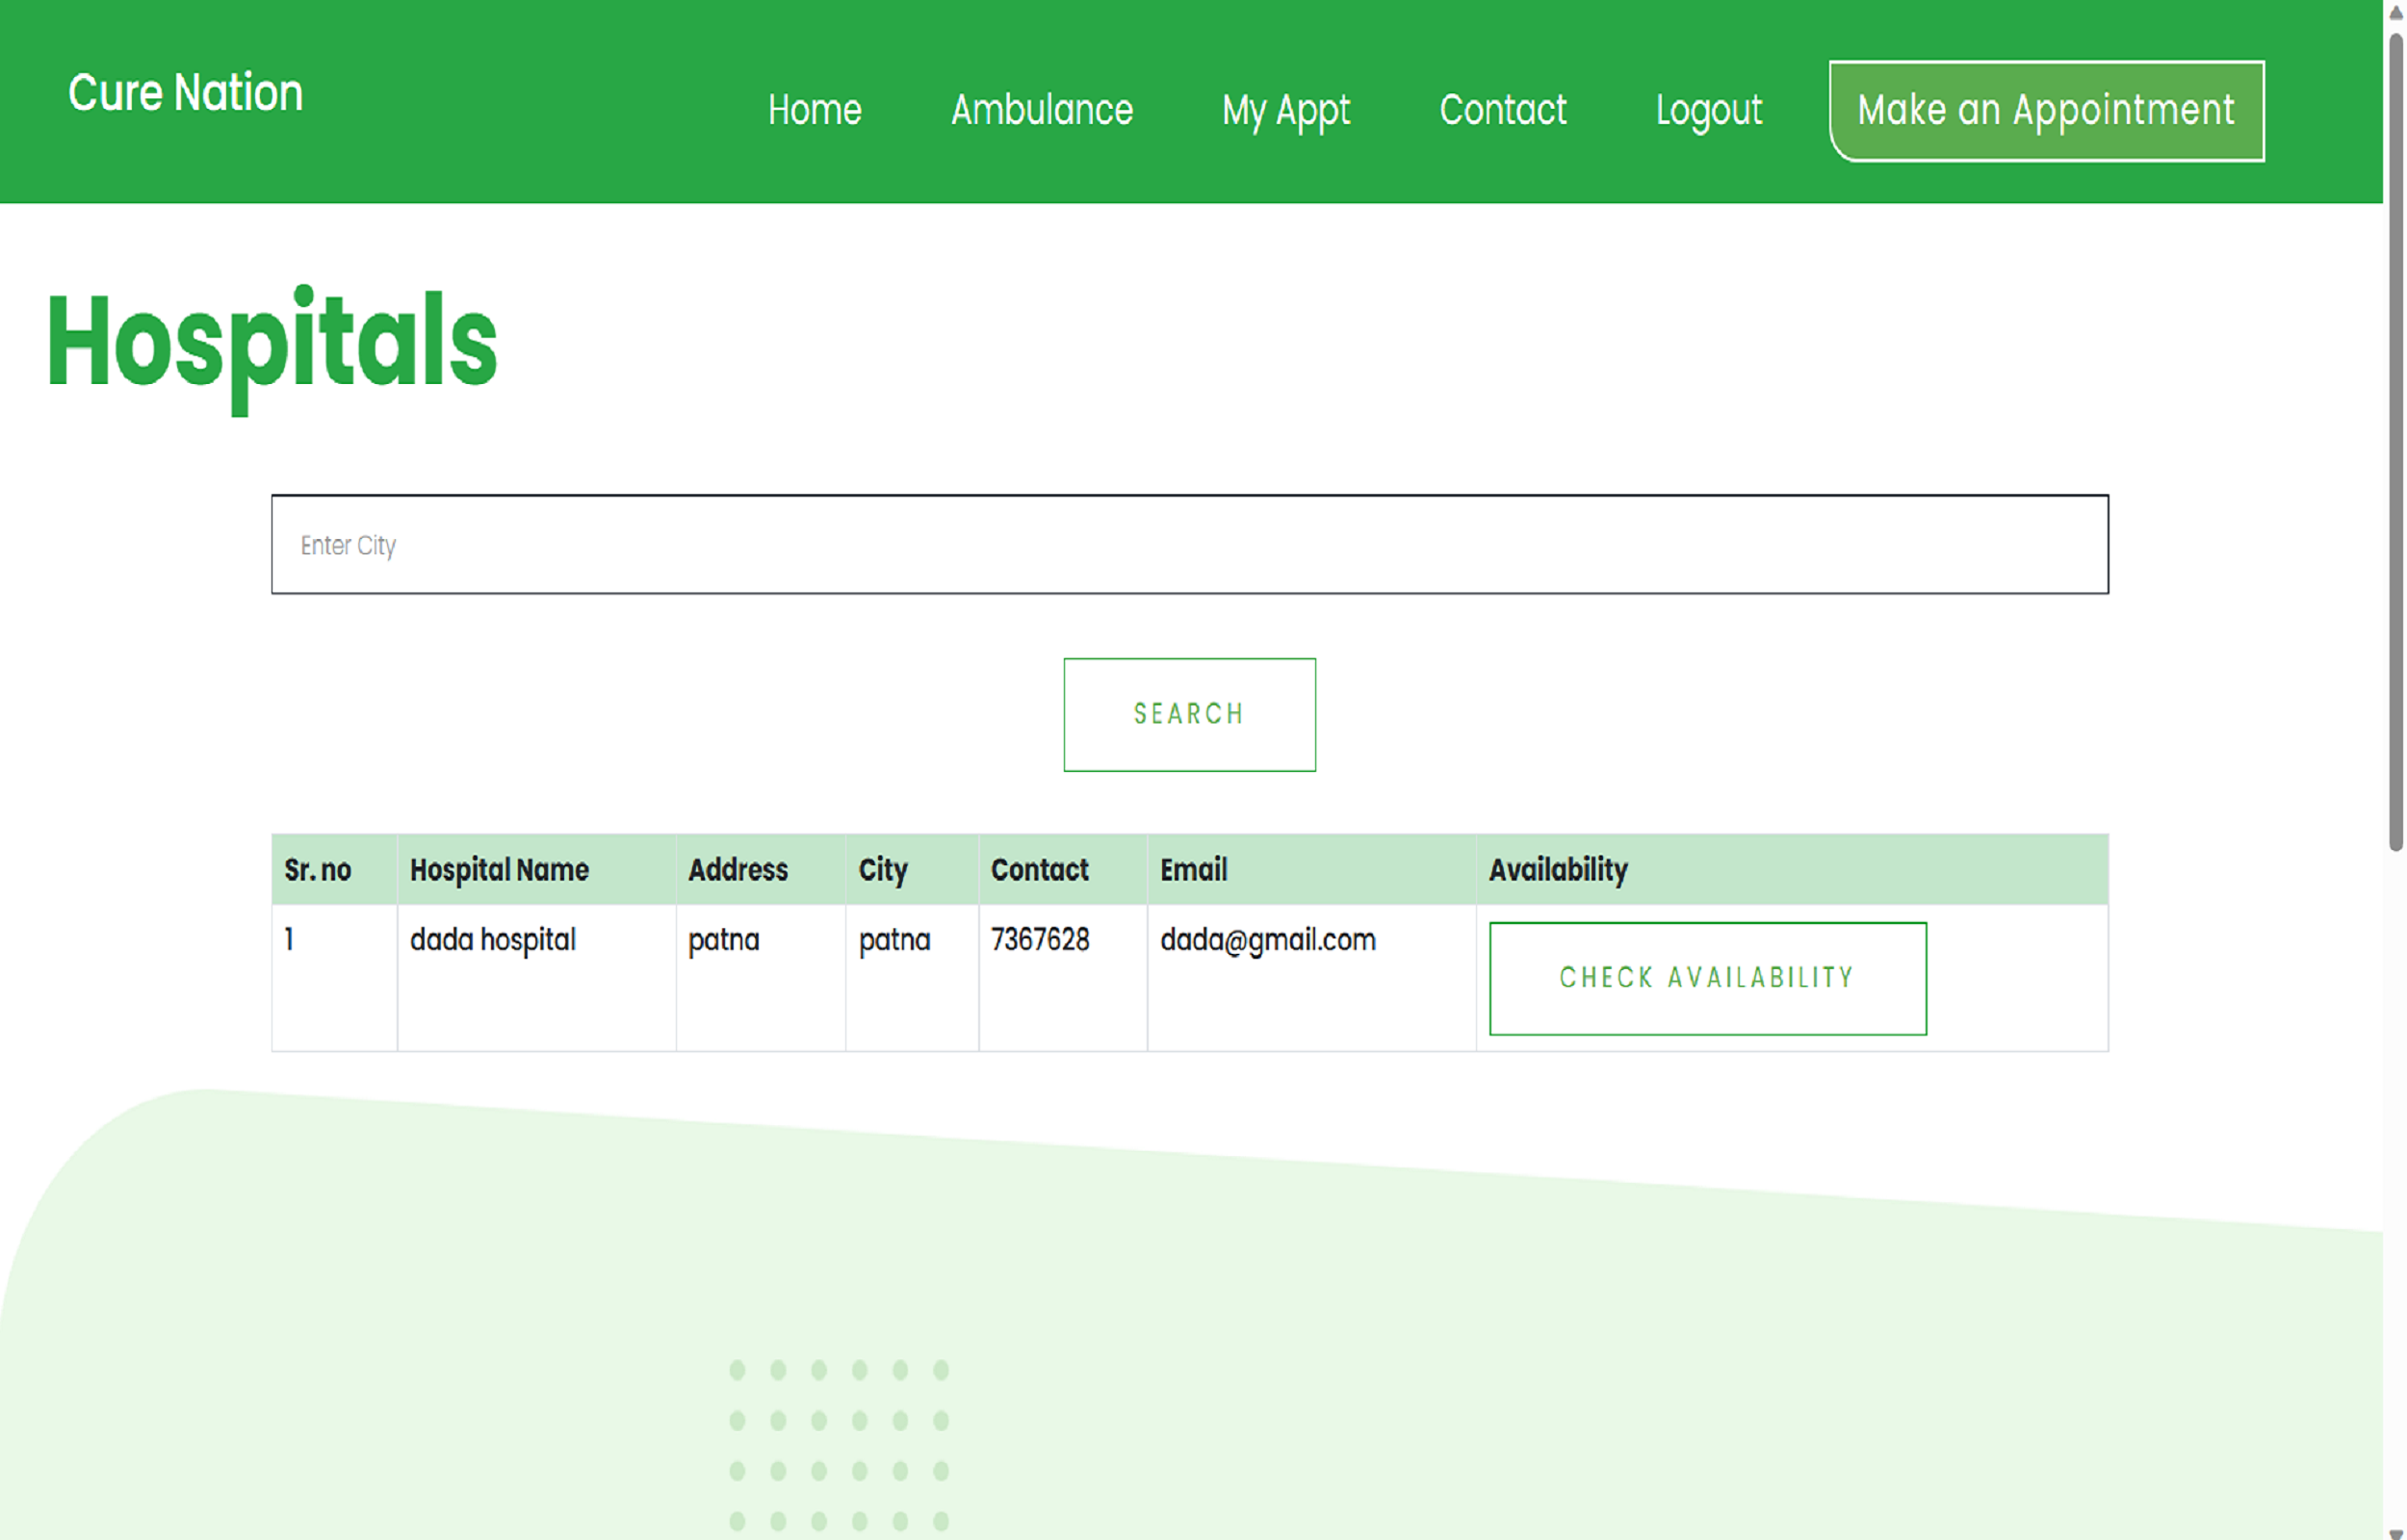 Cure Nation
Home Ambulance My Appt Contact Logout Make an Appointment
Hospitals
Enter City
SEARCH
Sr. no Hospital Name Address City Contact Email Availability
1 dada hospital patna patna 7367628 dada@gmail.com CHECK AVAILABILITY